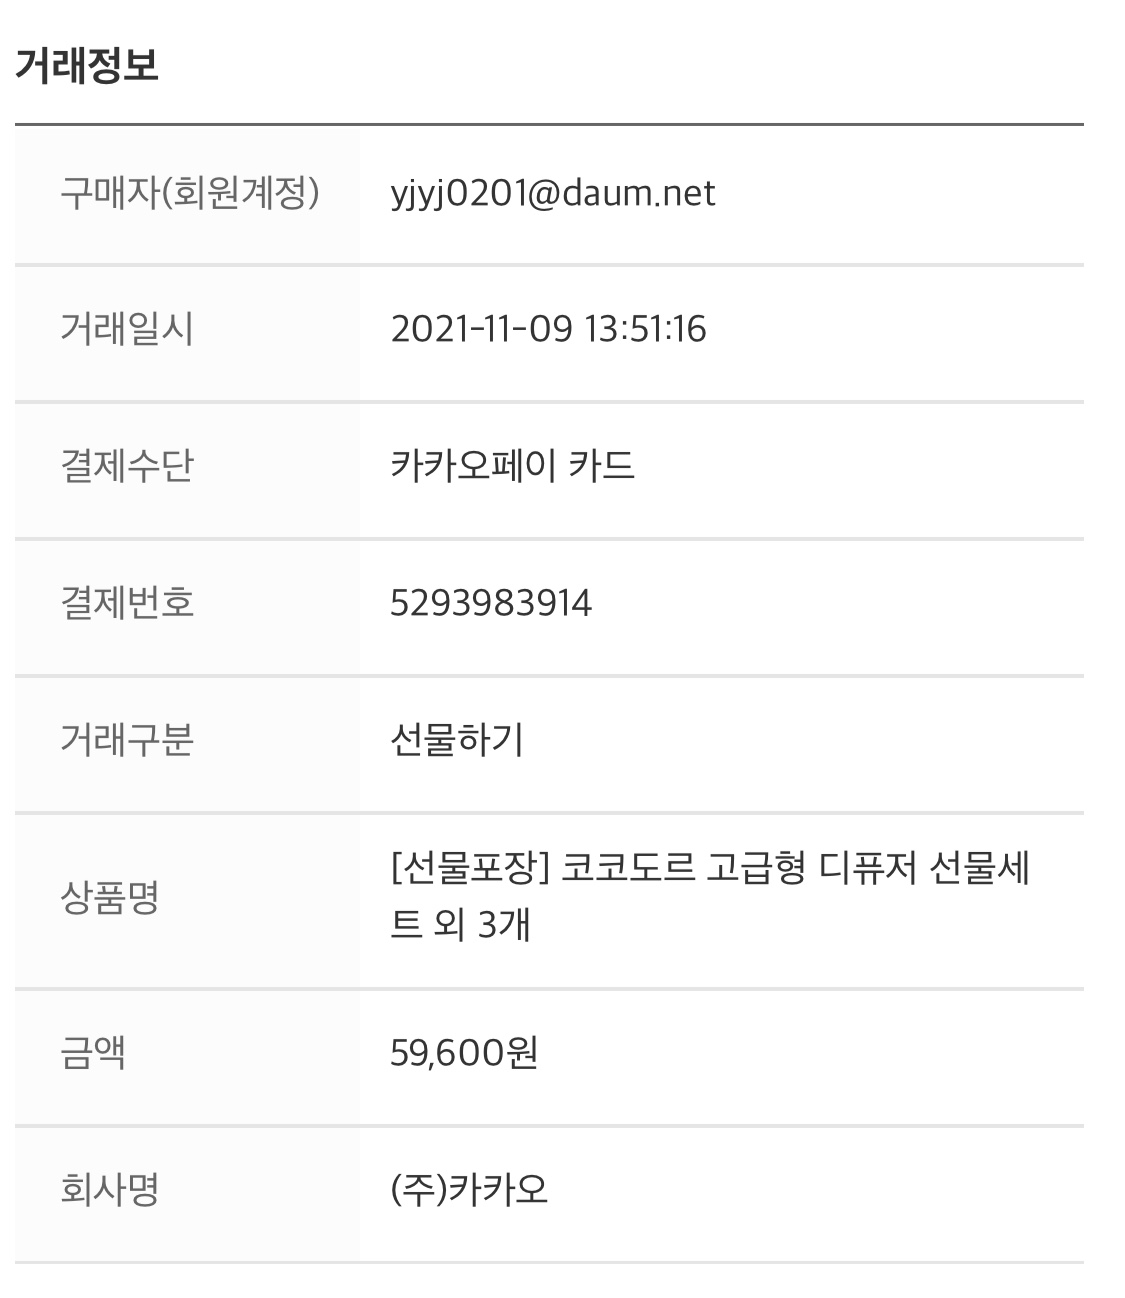 거래정보
구매자(회원계정) yjyj0201@daum.net
거래일시 2021-11-09 13:51:16
결제수단 카카오페이 카드
결제번호 5293983914
거래구분 선물하기
상품명 [선물포장] 코코도르 고급형 디퓨저 선물세
트 외 3개
금액 59,600원
회사명 (주)카카오